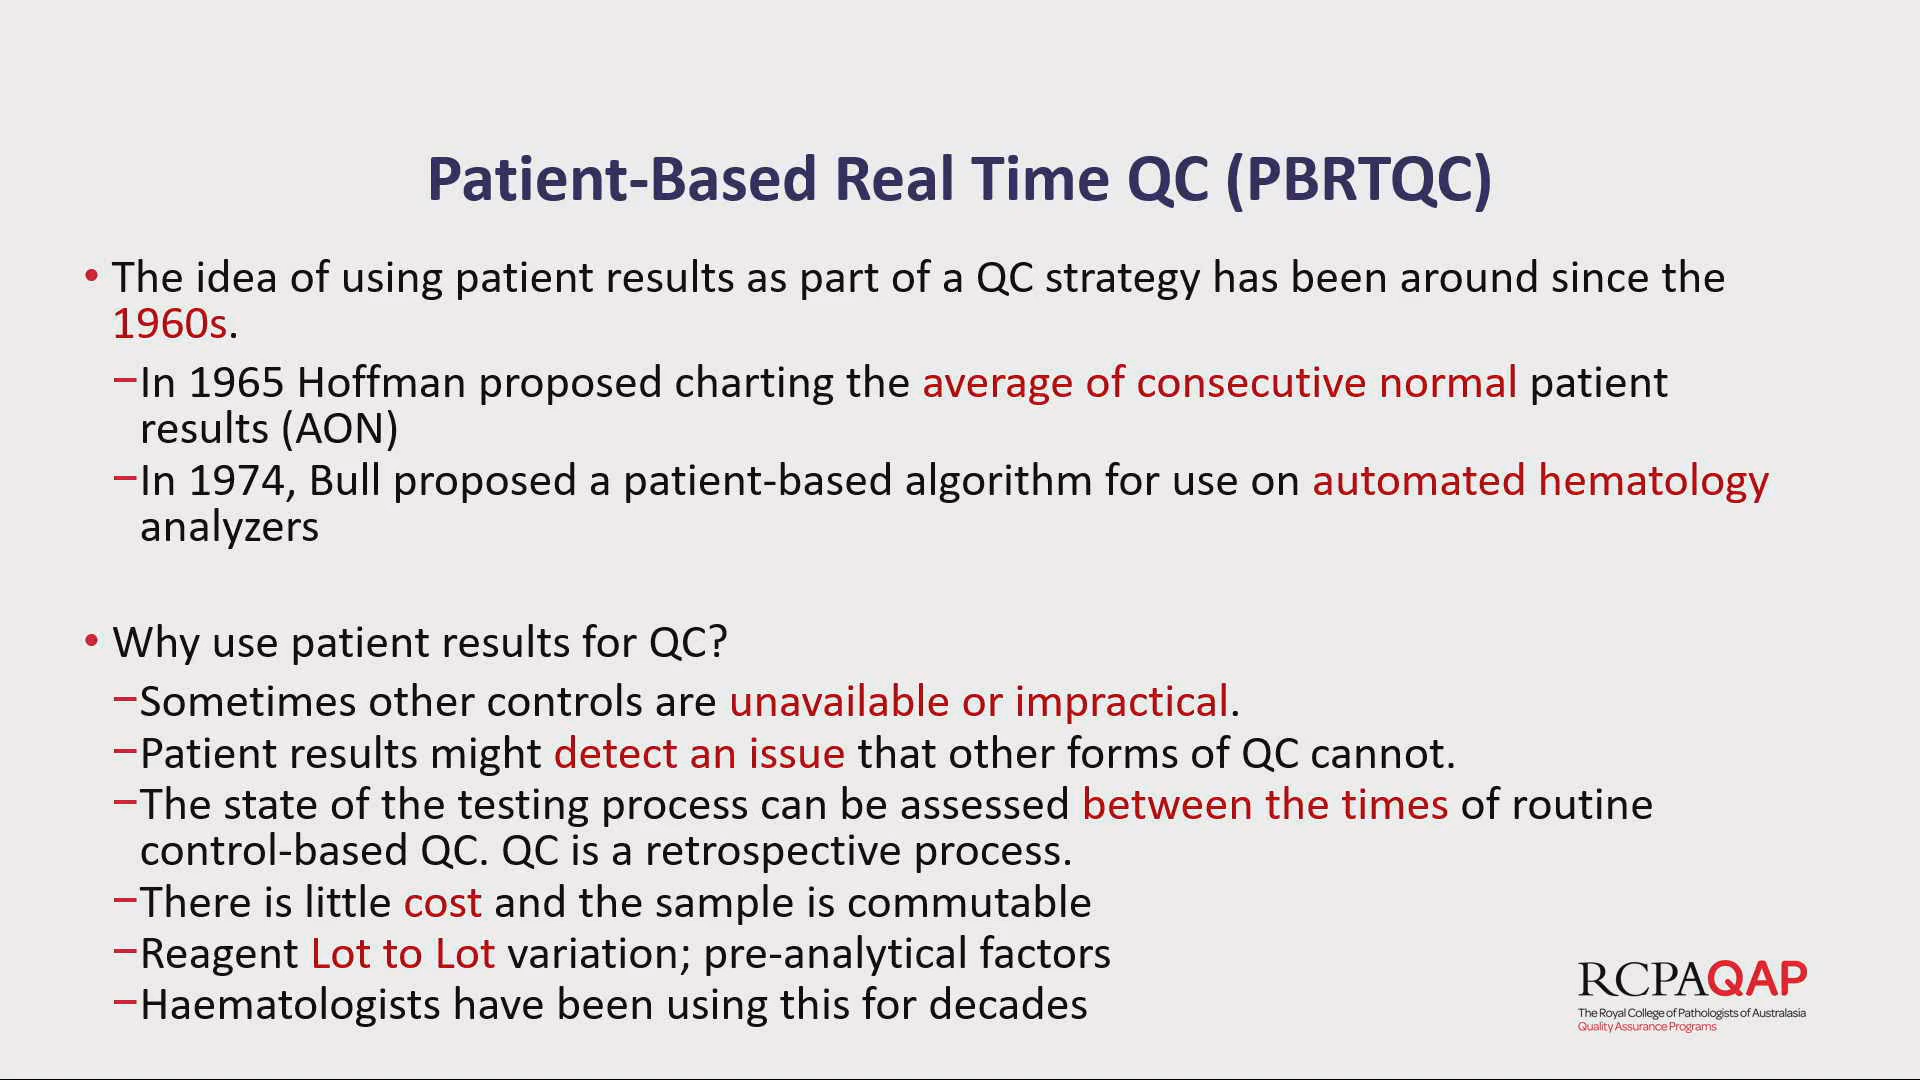 Patient-Based Real Time QC (PBRTQC)
• The idea of using patient results as part of a QC strategy has been around since the
1960s.
−In 1965 Hoffman proposed charting the average of consecutive normal patient
results (AON)
−In 1974, Bull proposed a patient-based algorithm for use on automated hematology
analyzers
• Why use patient results for QC?
−Sometimes other controls are unavailable or impractical.
−Patient results might detect an issue that other forms of QC cannot.
−The state of the testing process can be assessed between the times of routine
control-based QC. QC is a retrospective process.
−There is little cost and the sample is commutable
−Reagent Lot to Lot variation; pre-analytical factors
−Haematologists have been using this for decades
RCPAQAP
The Royal College of Pathologists of Australasia
Quality Assurance Programs